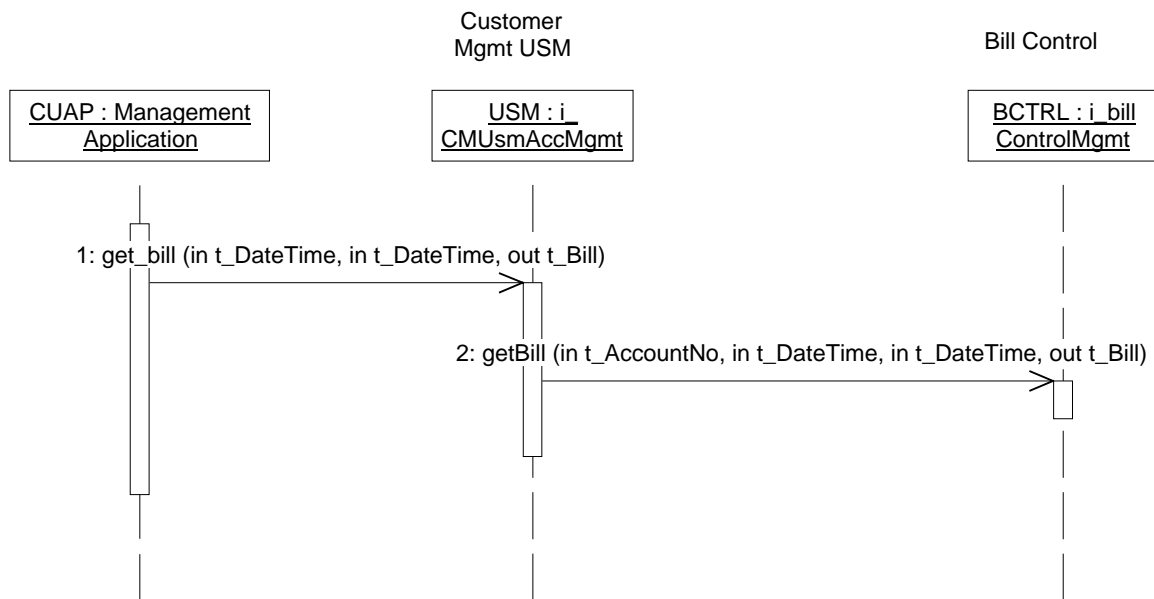 Customer
Mgmt USM
Bill Control
CUAP : Management
Application
USM : i_
CMUsmAccMgmt
BCTRL : i_bill
ControlMgmt
1: get_bill (in t_DateTime, in t_DateTime, out t_Bill)
2: getBill (in t_AccountNo, in t_DateTime, in t_DateTime, out t_Bill)